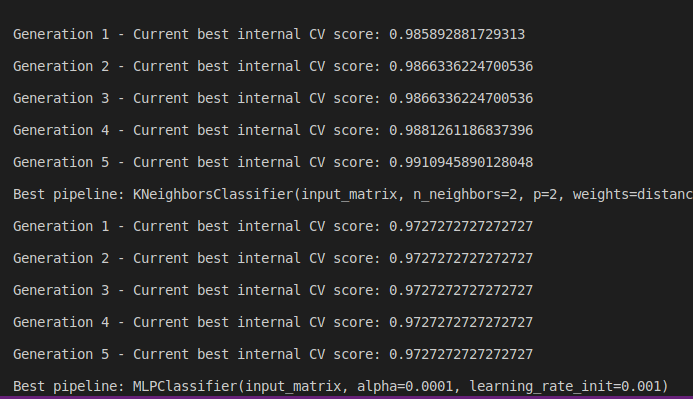 Generation 1 - Current best internal CV score: 0.985892881729313
Generation 2 - Current best internal CV score: 0.9866336224700536
Generation 3 - Current best internal CV score: 0.9866336224700536
Generation 4 - Current best internal CV score: 0.9881261186837396
Generation 5 - Current best internal CV score: 0.9910945890128048
Best pipeline: KNeighborsClassifier(input_matrix, n_neighbors=2, p=2, weights=distanc
Generation 1 - Current best internal CV score: 0.9727272727272727
Generation 2 - Current best internal CV score: 0.9727272727272727
Generation 3 - Current best internal CV score: 0.9727272727272727
Generation 4 - Current best internal CV score: 0.9727272727272727
Generation 5 - Current best internal CV score: 0.9727272727272727
Best pipeline: MLPClassifier(input_matrix, alpha=0.0001, learning_rate_init=0.001)